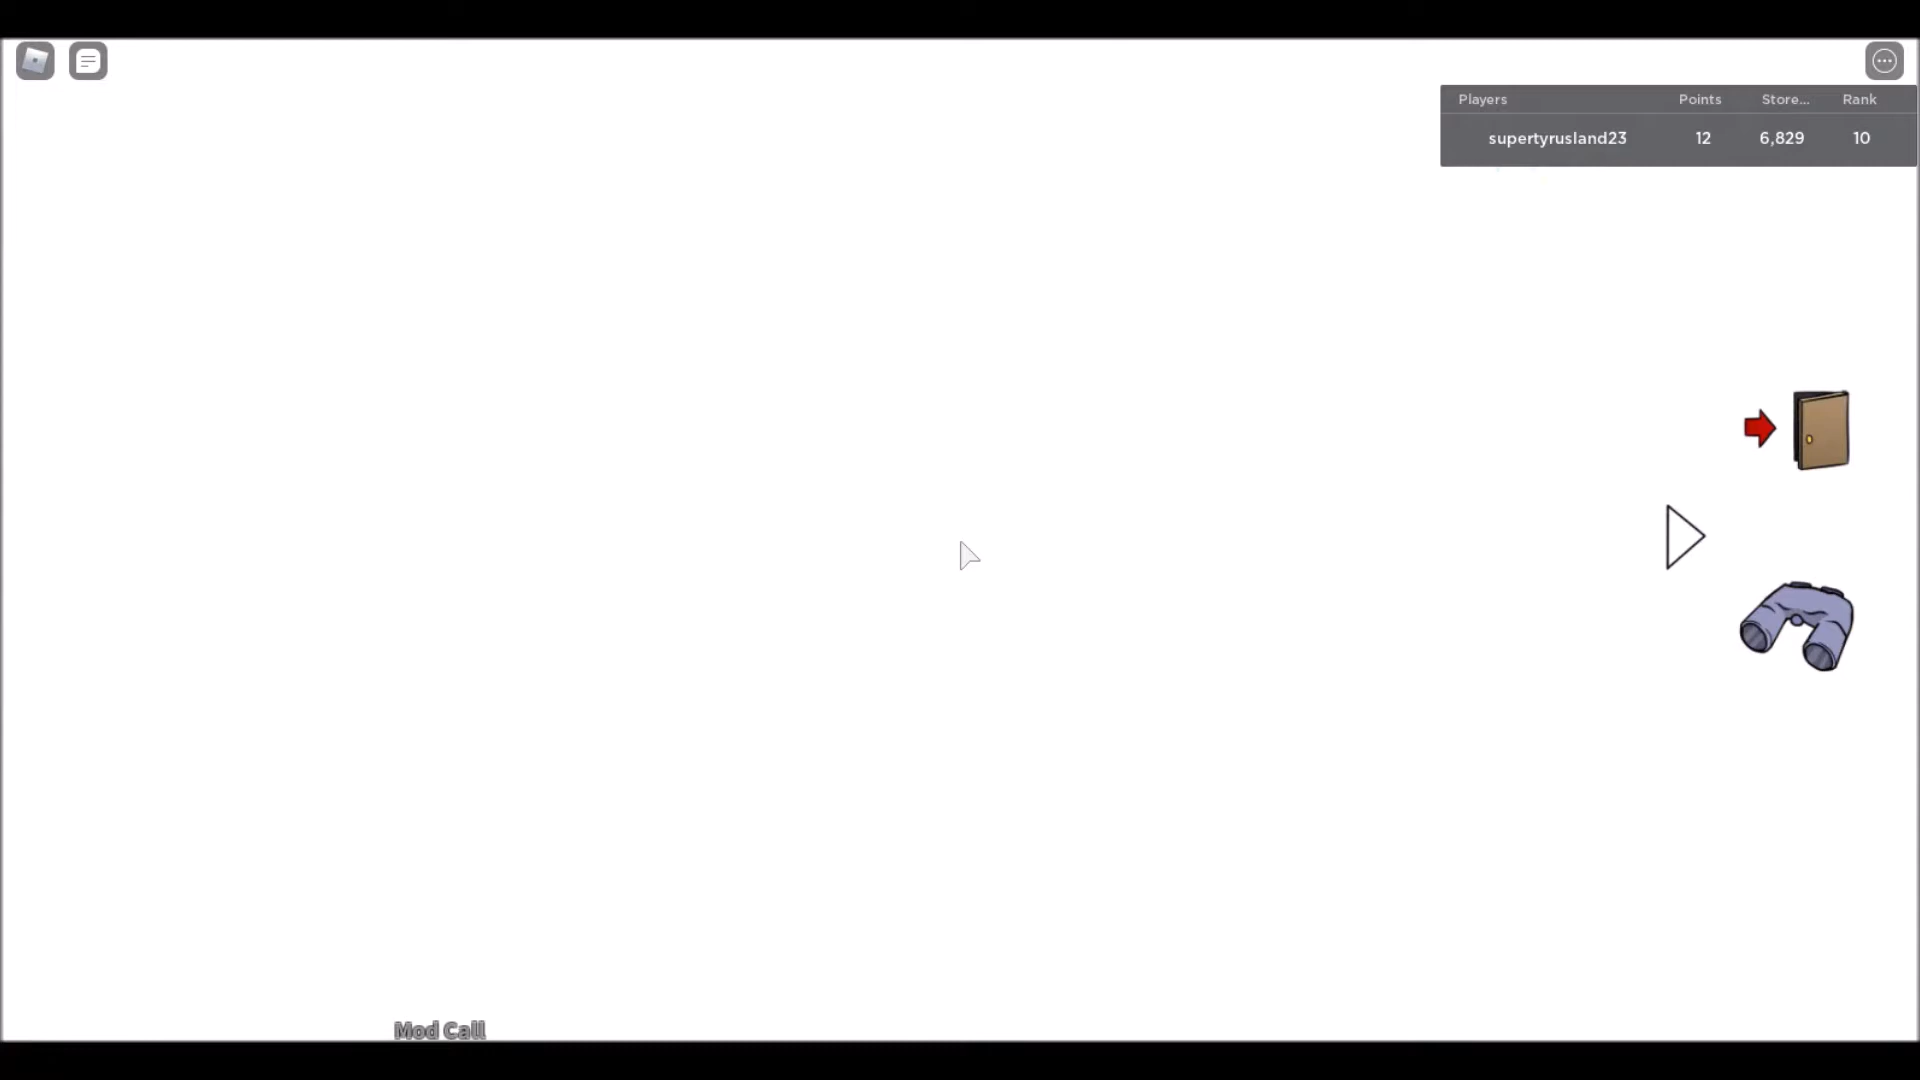 Players Points Store... Rank
supertyrusland23 12 6,829 10
Mod Call